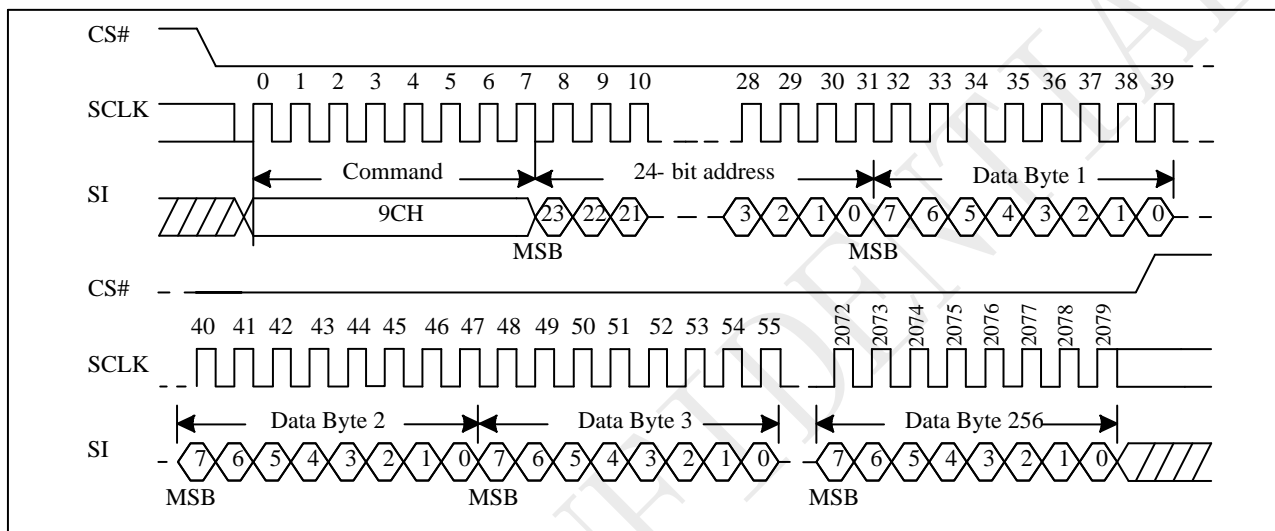 CS#
0 1 2 3 4 5 6 7 8 9 10 28 29 30 31 32 33 34 35 36 37 38 39
SCLK
Command 24- bit address Data Byte 1
SI
9CH 23 22 21 3 2 1 0 7 6 5 4 3 2 1 0
MSB MSB
CS#
40 41 42 43 44 45 46 47 48 49 50 51 52 53 54 55 2072 2073 2074 2075 2076 2077 2078 2079
SCLK
Data Byte 2 Data Byte 3 Data Byte 256
SI
7 6 5 4 3 2 1 0 7 6 5 4 3 2 1 0 7 6 5 4 3 2 1 0
MSB MSB MSB